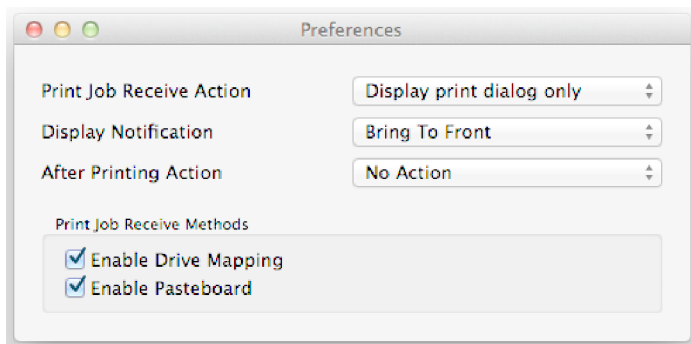 Preferences
Print Job Receive Action Display print dialog only
Display Notification Bring To Front
After Printing Action No Action
Print Job Receive Methods
Enable Drive Mapping
Enable Pasteboard